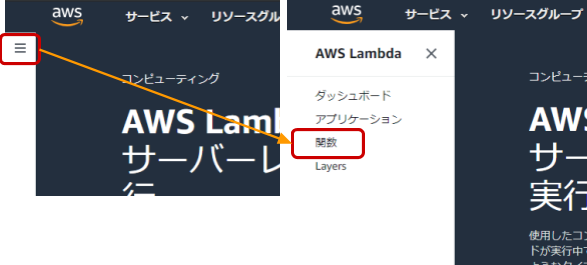 aws サービス リソースグル
コンピューティング
AWS Lam
サーバーレ
行
aws サービス リソースグループ
AWS Lambda ×
ダッシュボード
アプリケーション
関数
Layers
コンピュー
AWS
サー
実行
使用したコン
ドが実行中で